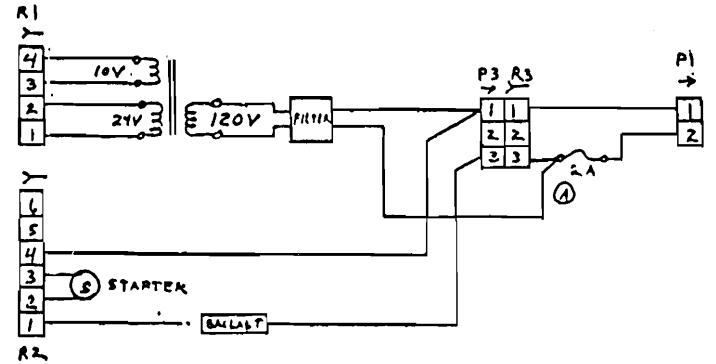 R1
4
3
2
1
10V
24V
120V
FILTER
P3 R3
1 1
2 2
3 3
P1
1
2
2A
A
6
5
4
3
2
1
S STARTER
BALLAST
R2